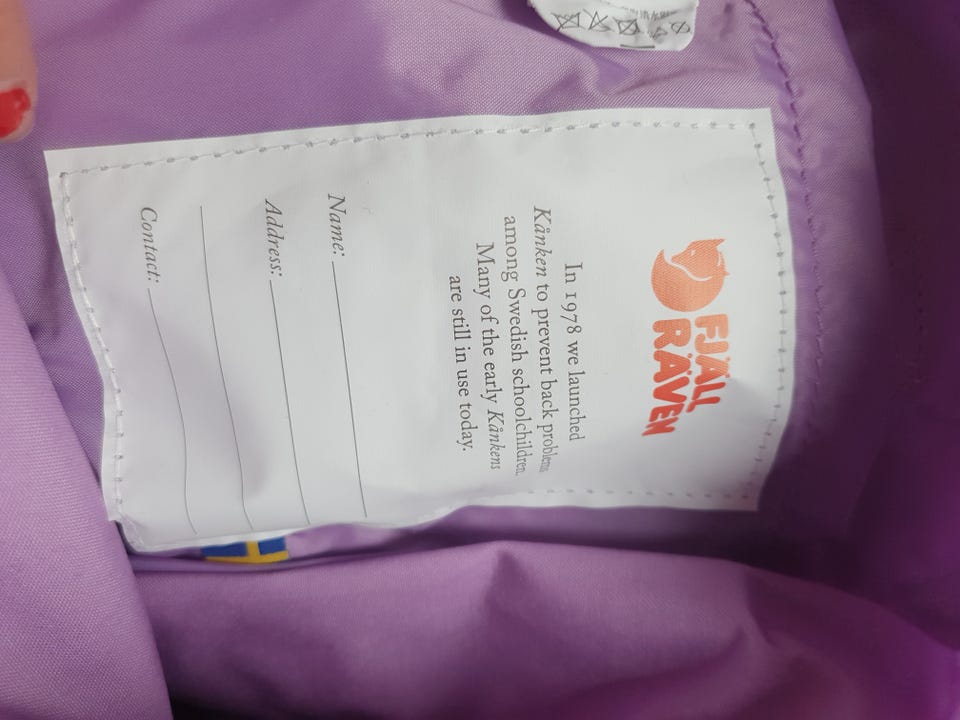 FJÄLL
RÄVEN
In 1978 we launched
Kånken to prevent back problems
among Swedish schoolchildren.
Many of the early Kånkens
are still in use today.
Name:
Address:
Contact: